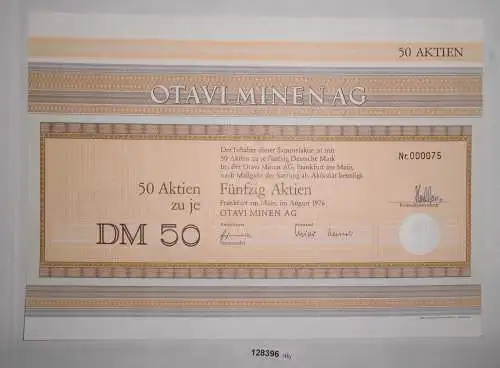 50 AKTIEN
OTAVI MINEN AG
Der Inhaber dieser Sammelaktie ist mit
50 Aktien zu je Fünfzig Deutsche Mark
bei der Otavi Minen AG, Frankfurt am Main,
nach Maßgabe der Satzung als Aktionär beteiligt.
Nr.000075
50 Aktien
zu je
DM 50
Fünfzig Aktien
Frankfurt am Main, im August 1976
OTAVI MINEN AG
128396